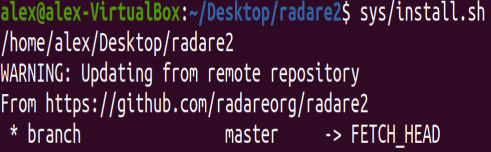 alex@alex-VirtualBox:~/Desktop/radare2$ sys/install.sh
/home/alex/Desktop/radare2
WARNING: Updating from remote repository
From https://github.com/radareorg/radare2
 * branch            master     -> FETCH_HEAD